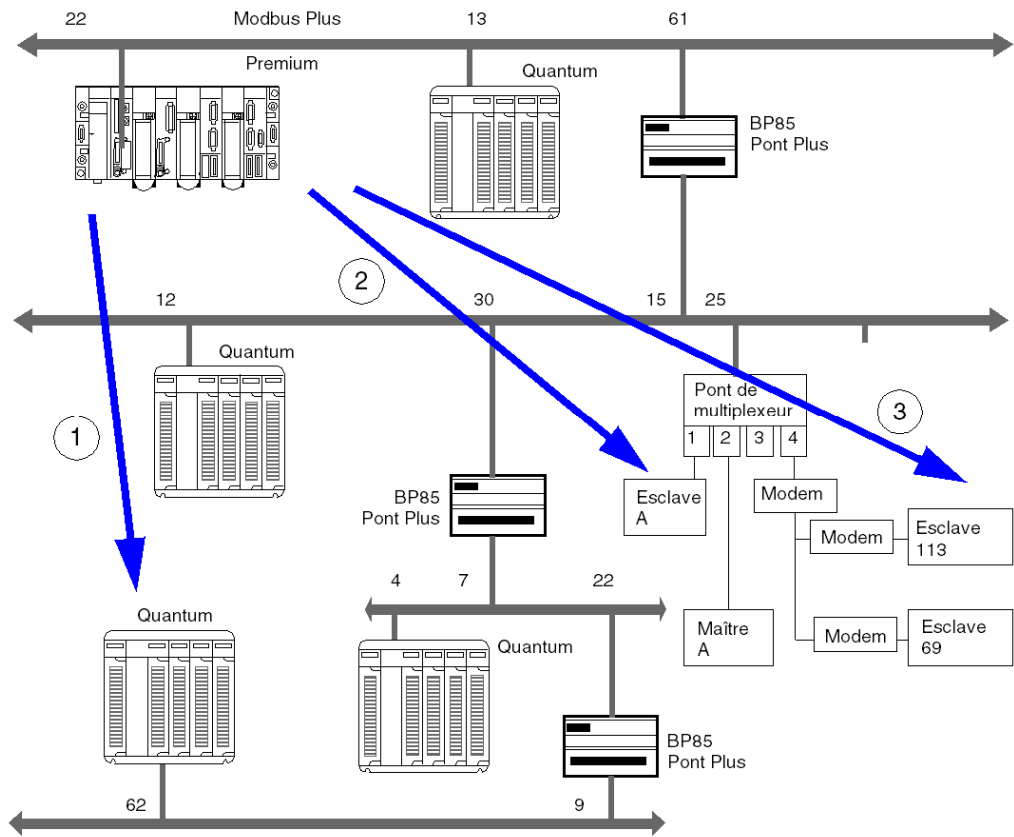 22
Modbus Plus
13
61
Premium
Quantum
BP85
Pont Plus
2
12
30
15
25
Quantum
Pont de
multiplexeur
1
2
3
4
3
1
BP85
Pont Plus
Esclave
A
Modem
Modem
Esclave
113
4
7
22
Quantum
Quantum
Maître
A
Modem
Esclave
69
BP85
Pont Plus
62
9